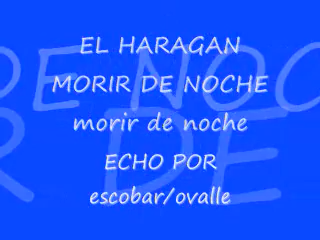 EL HARAGAN
MORIR DE NOCHE
morir de noche
ECHO POR
escobar/ovalle